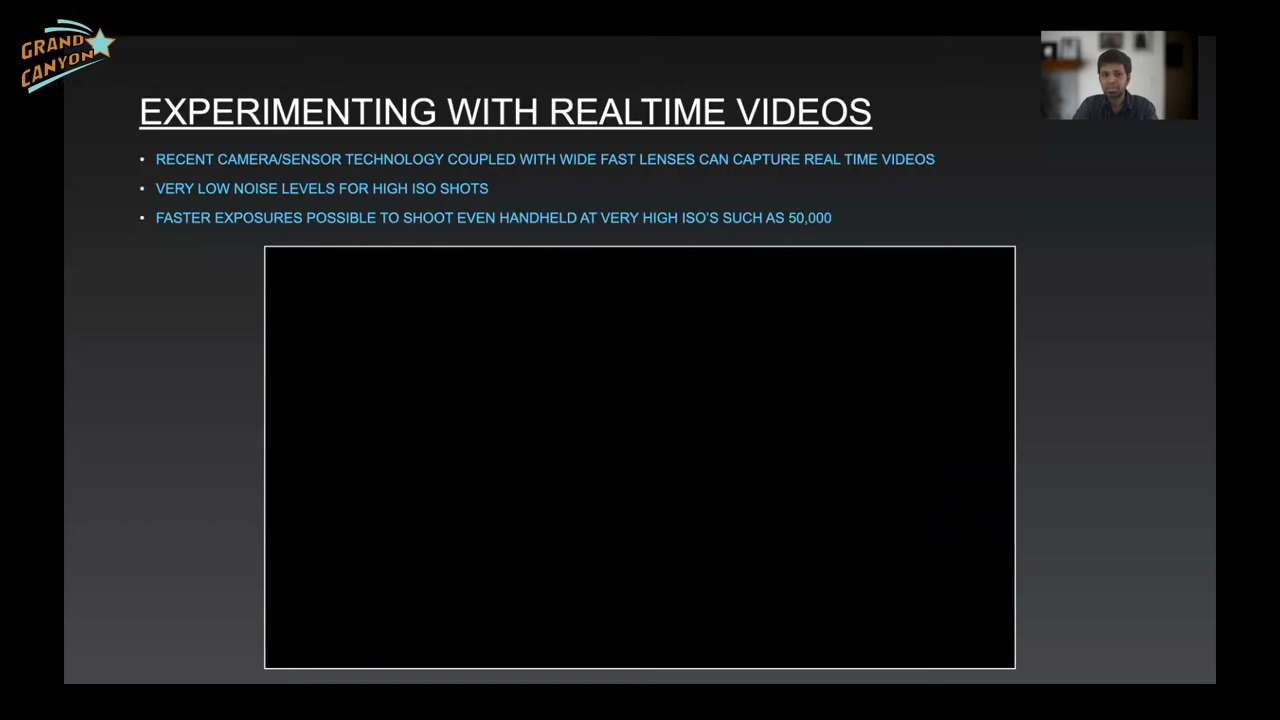 GRAND
CANYON
EXPERIMENTING WITH REALTIME VIDEOS
• RECENT CAMERA/SENSOR TECHNOLOGY COUPLED WITH WIDE FAST LENSES CAN CAPTURE REAL TIME VIDEOS
• VERY LOW NOISE LEVELS FOR HIGH ISO SHOTS
• FASTER EXPOSURES POSSIBLE TO SHOOT EVEN HANDHELD AT VERY HIGH ISO'S SUCH AS 50,000